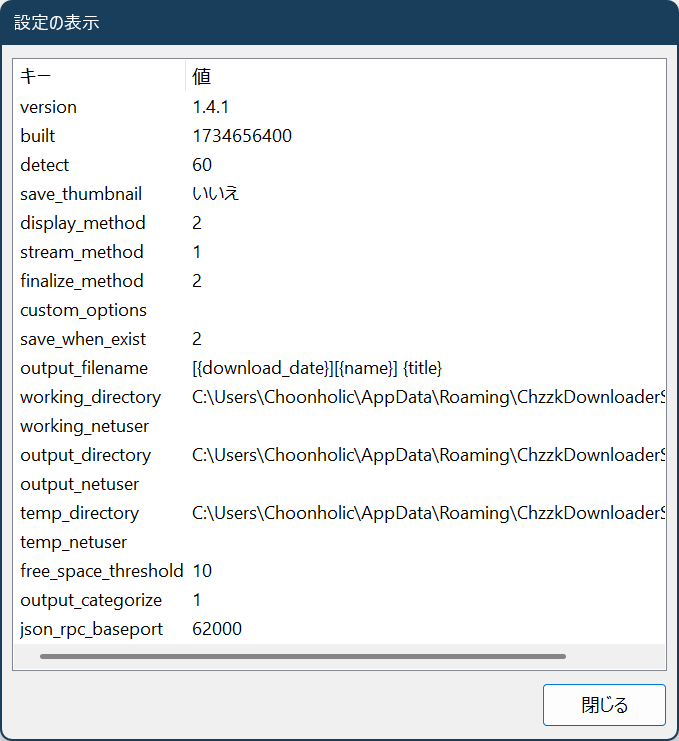 設定の表示
キー 値
version 1.4.1
built 1734656400
detect 60
save_thumbnail いいえ
display_method 2
stream_method 1
finalize_method 2
custom_options
save_when_exist 2
output_filename [{download_date}][{name}] {title}
working_directory C:\Users\Choonholic\AppData\Roaming\ChzzkDownloaderS
working_netuser
output_directory C:\Users\Choonholic\AppData\Roaming\ChzzkDownloaderS
output_netuser
temp_directory C:\Users\Choonholic\AppData\Roaming\ChzzkDownloaderS
temp_netuser
free_space_threshold 10
output_categorize 1
json_rpc_baseport 62000
閉じる